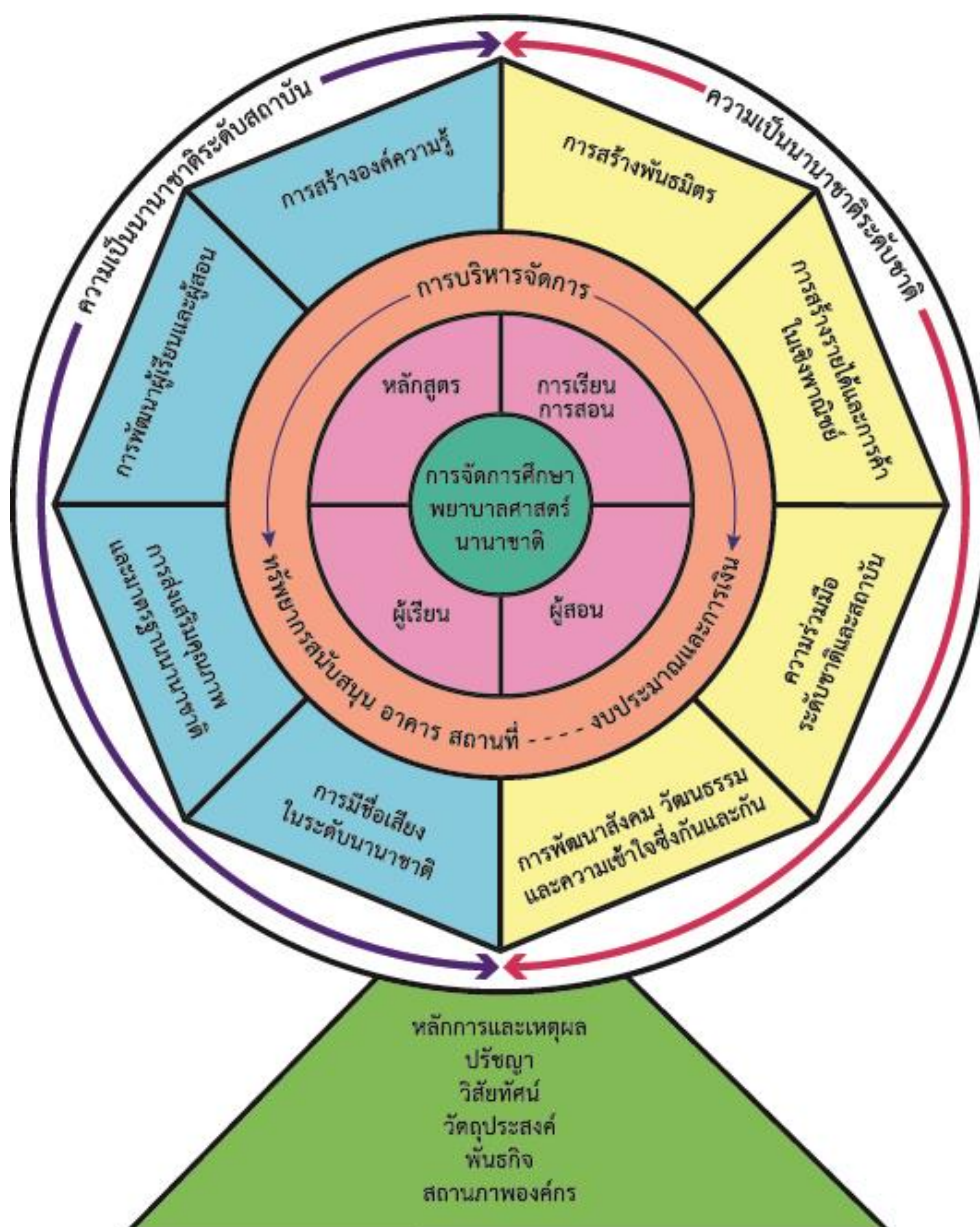 ความเป็นนานาชาติระดับสถาบัน
ความเป็นนานาชาติระดับชาติ
การสร้างองค์ความรู้
การสร้างพันธมิตร
การพัฒนาผู้เรียนและผู้สอน
การสร้างรายได้และการค้า
ในเชิงพาณิชย์
การบริหารจัดการ
หลักสูตร
การเรียน
การสอน
การจัดการศึกษา
พยาบาลศาสตร์
นานาชาติ
ผู้เรียน
ผู้สอน
ทรัพยากรสนับสนุน อาคาร สถานที่ - - - - งบประมาณและการเงิน
การส่งเสริมคุณภาพ
และมาตรฐานนานาชาติ
ความร่วมมือ
ระดับชาติและสถาบัน
การมีชื่อเสียง
ในระดับนานาชาติ
การพัฒนาสังคม วัฒนธรรม
และความเข้าใจซึ่งกันและกัน
หลักการและเหตุผล
ปรัชญา
วิสัยทัศน์
วัตถุประสงค์
พันธกิจ
สถานภาพองค์กร